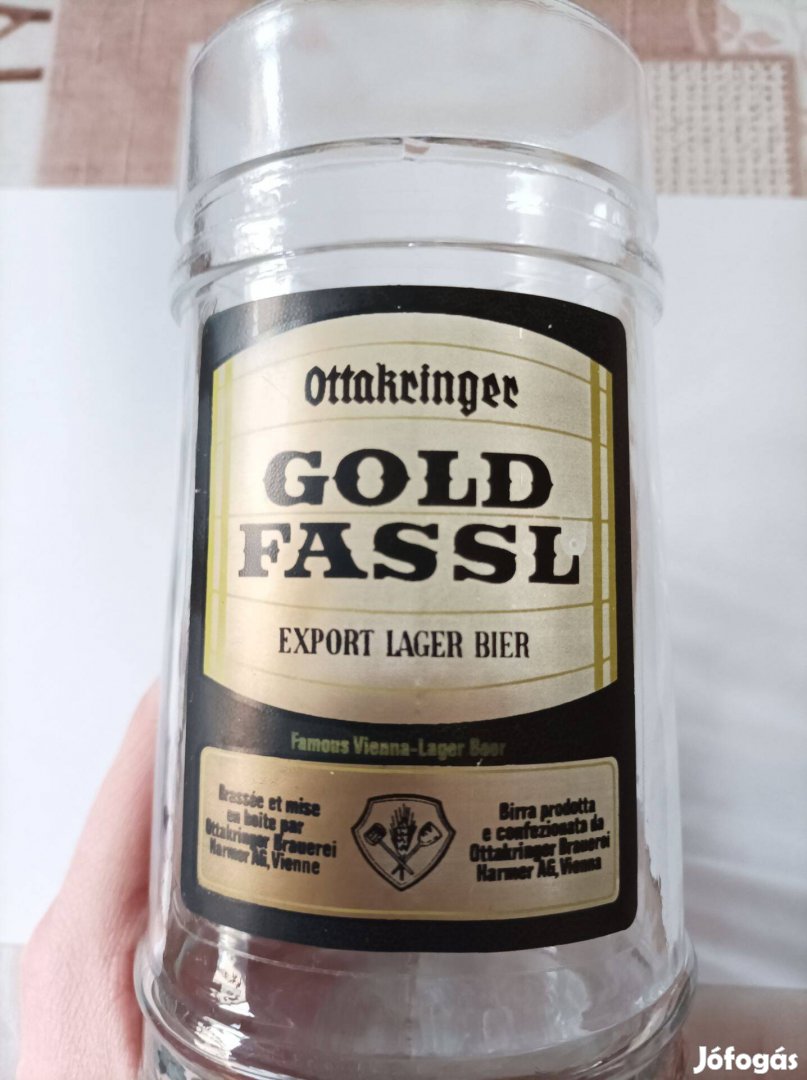 Ottakringer
GOLD
FASSL
EXPORT LAGER BIER
Famous Vienna-Lager Beer
Brassée et mise
en boite par
Ottakringer Brauerei
Harmer AG, Vienne
Birra prodotta
e confezionata da
Ottakringer Brauerei
Harmer AG, Vienna
Jófogás